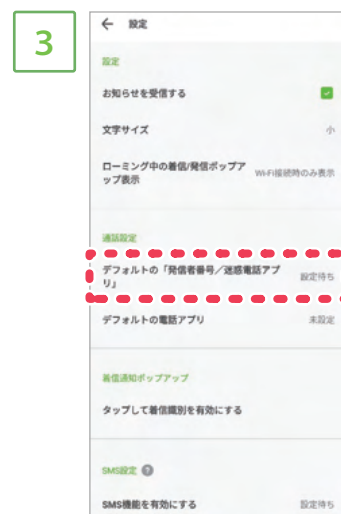 3
← 設定
設定
お知らせを受信する
文字サイズ 小
ローミング中の着信/発信ポップア
ップ表示 Wi-Fi接続時のみ表示
通話設定
デフォルトの「発信者番号／迷惑電話アプ
リ」 設定待ち
デフォルトの電話アプリ 未設定
着信通知ポップアップ
タップして着信識別を有効にする
SMS設定 ?
SMS機能を有効にする 設定待ち